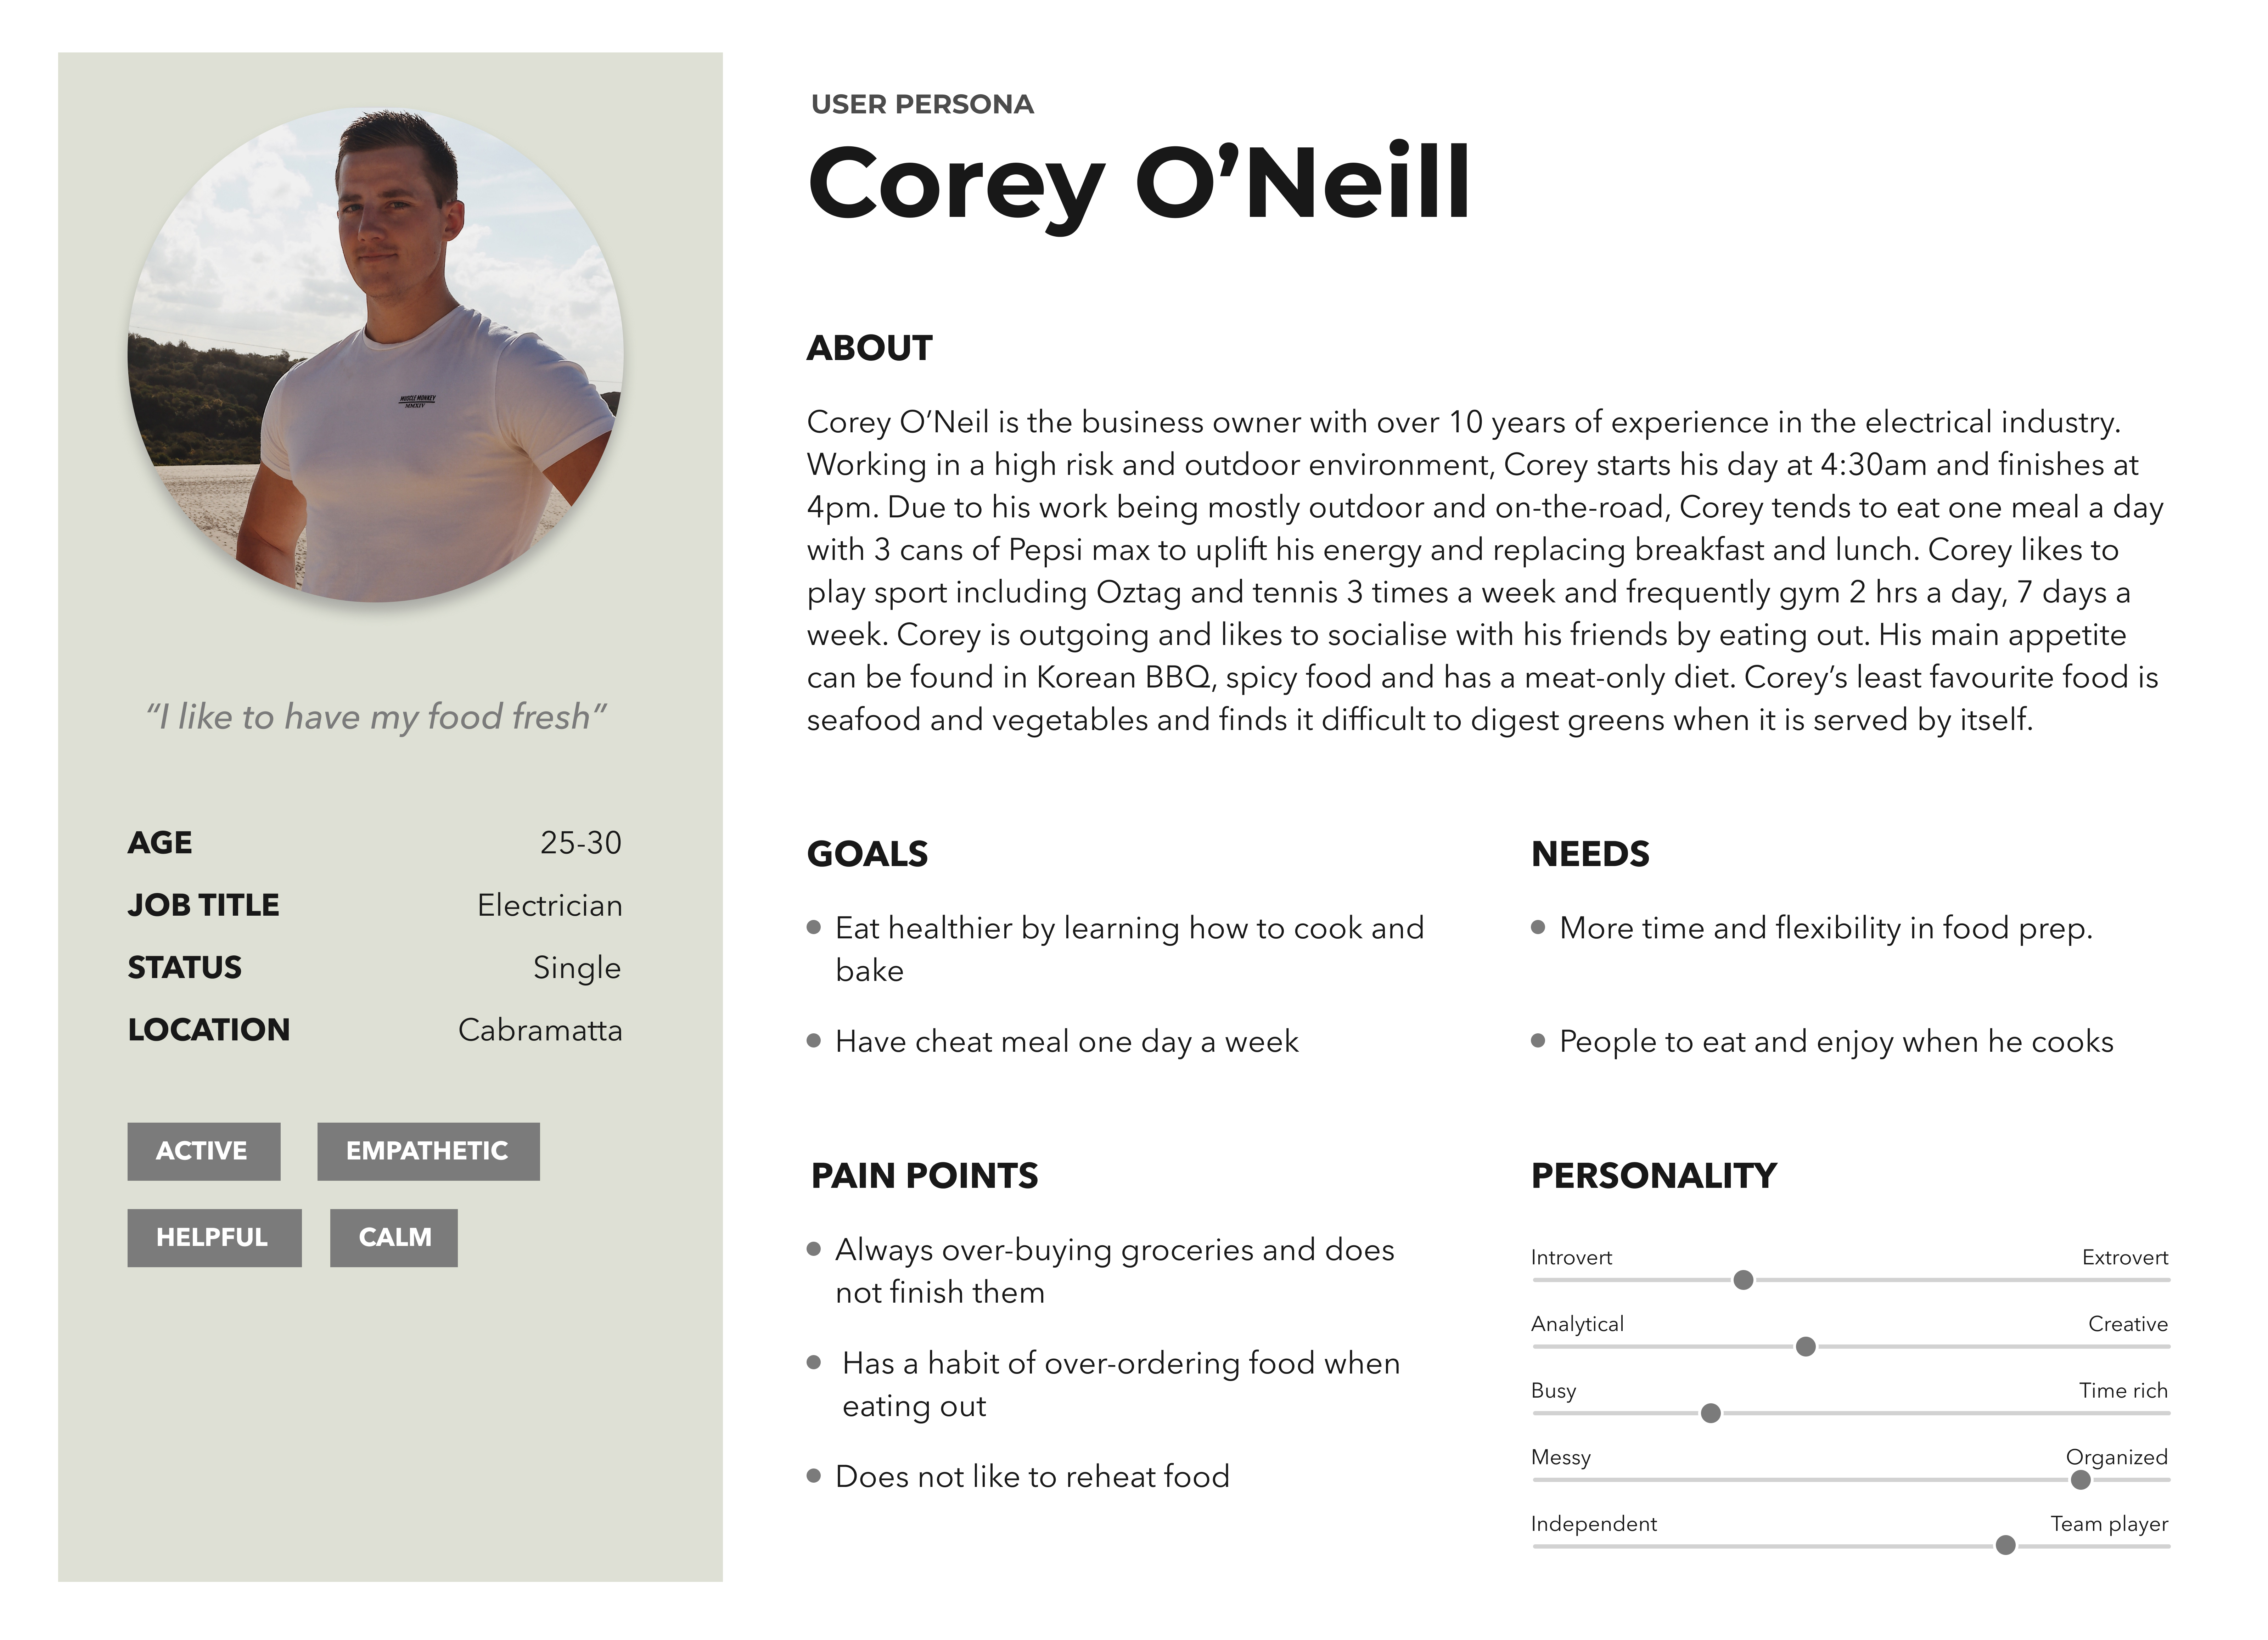 MUSCLE MONKEY
MMXIV
“I like to have my food fresh”
AGE 25-30
JOB TITLE Electrician
STATUS Single
LOCATION Cabramatta
ACTIVE EMPATHETIC
HELPFUL CALM
USER PERSONA
Corey O’Neill
ABOUT
Corey O’Neil is the business owner with over 10 years of experience in the electrical industry.
Working in a high risk and outdoor environment, Corey starts his day at 4:30am and finishes at
4pm. Due to his work being mostly outdoor and on-the-road, Corey tends to eat one meal a day
with 3 cans of Pepsi max to uplift his energy and replacing breakfast and lunch. Corey likes to
play sport including Oztag and tennis 3 times a week and frequently gym 2 hrs a day, 7 days a
week. Corey is outgoing and likes to socialise with his friends by eating out. His main appetite
can be found in Korean BBQ, spicy food and has a meat-only diet. Corey’s least favourite food is
seafood and vegetables and finds it difficult to digest greens when it is served by itself.
GOALS
Eat healthier by learning how to cook and
bake
Have cheat meal one day a week
NEEDS
More time and flexibility in food prep.
People to eat and enjoy when he cooks
PAIN POINTS
Always over-buying groceries and does
not finish them
Has a habit of over-ordering food when
eating out
Does not like to reheat food
PERSONALITY
Introvert Extrovert
Analytical Creative
Busy Time rich
Messy Organized
Independent Team player